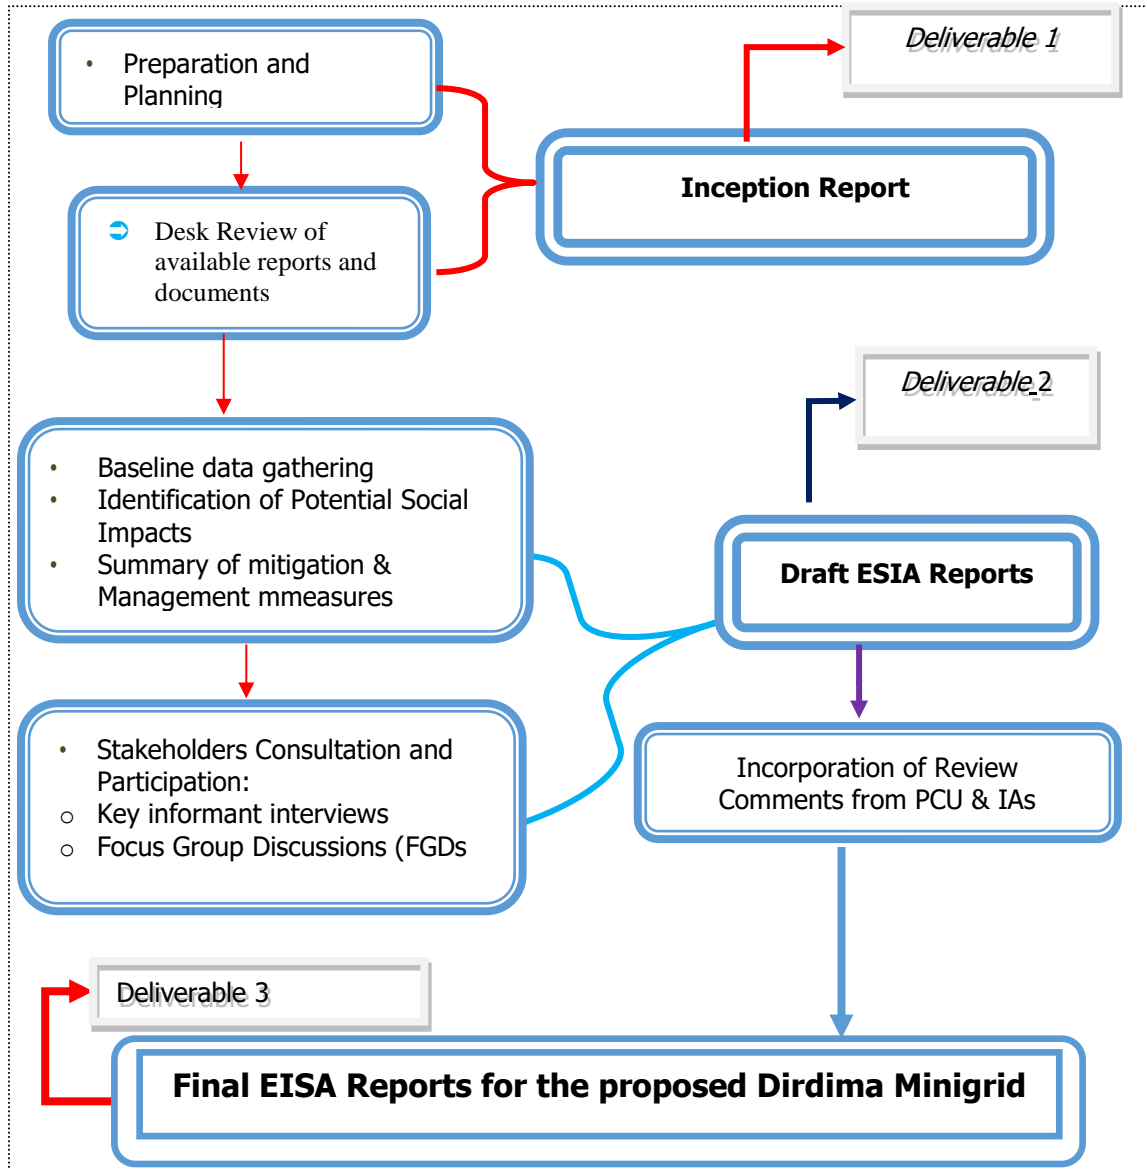 Deliverable 1
• Preparation and
Planning
Inception Report
Desk Review of
available reports and
documents
Deliverable 2
• Baseline data gathering
• Identification of Potential Social
Impacts
• Summary of mitigation &
Management mmeasures
Draft ESIA Reports
• Stakeholders Consultation and
Participation:
o Key informant interviews
o Focus Group Discussions (FGDs
Incorporation of Review
Comments from PCU & IAs
Deliverable 3
Final EISA Reports for the proposed Dirdima Minigrid